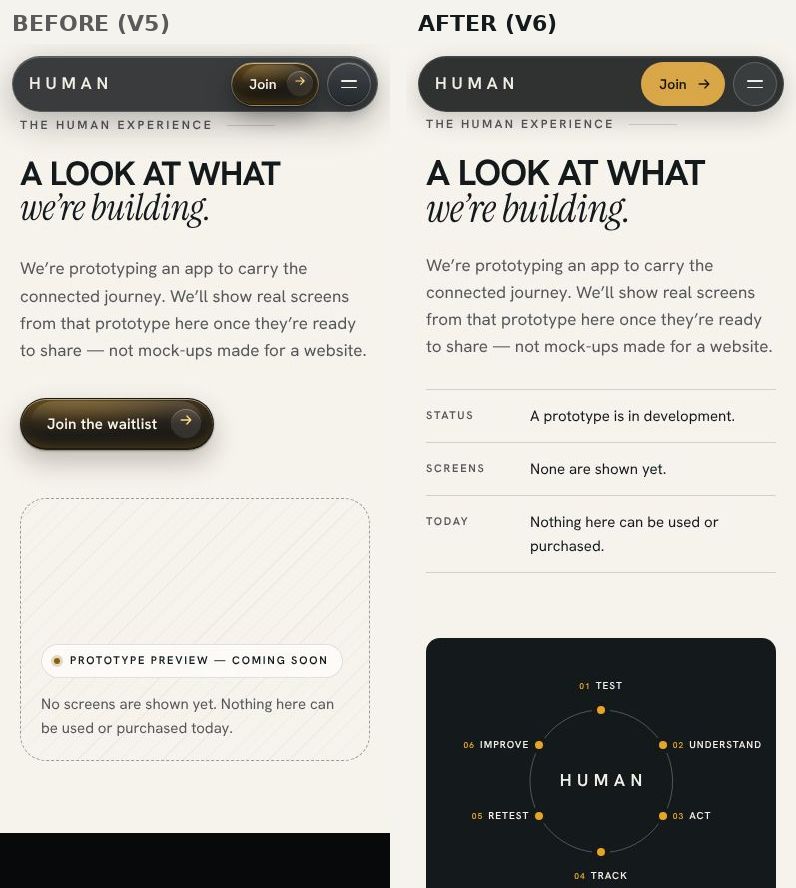 BEFORE (V5)
HUMAN
Join
THE HUMAN EXPERIENCE
A LOOK AT WHAT
we’re building.
We’re prototyping an app to carry the
connected journey. We’ll show real screens
from that prototype here once they’re ready
to share — not mock-ups made for a website.
Join the waitlist
PROTOTYPE PREVIEW — COMING SOON
No screens are shown yet. Nothing here can
be used or purchased today.
AFTER (V6)
HUMAN
Join
THE HUMAN EXPERIENCE
A LOOK AT WHAT
we’re building.
We’re prototyping an app to carry the
connected journey. We’ll show real screens
from that prototype here once they’re ready
to share — not mock-ups made for a website.
STATUS A prototype is in development.
SCREENS None are shown yet.
TODAY Nothing here can be used or
purchased.
01 TEST
06 IMPROVE
02 UNDERSTAND
HUMAN
05 RETEST
03 ACT
04 TRACK